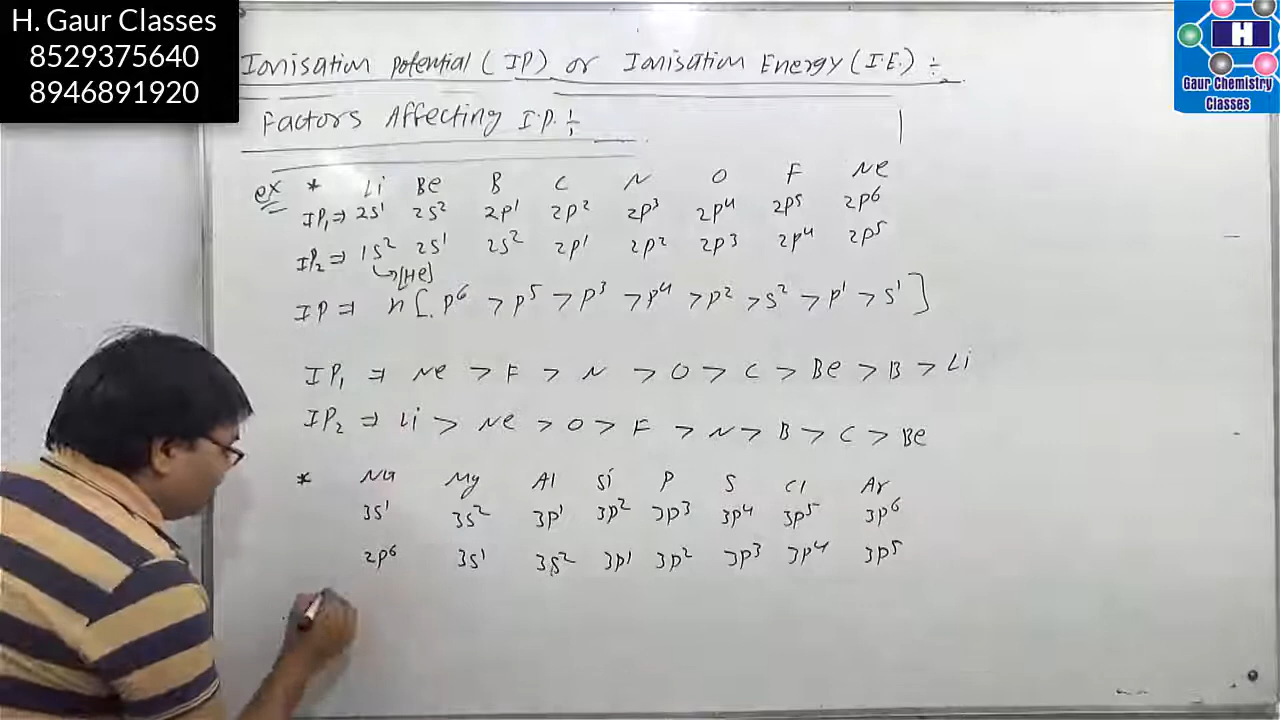 H. Gaur Classes
8529375640
8946891920
H
Gaur Chemistry
Classes
Ionisation Potential (IP) or Ionisation Energy (I.E.) ÷
Factors Affecting I.P. ÷
ex * Li Be B C N O F Ne
IP₁ ⇒ 2s¹ 2s² 2p¹ 2p² 2p³ 2p⁴ 2p⁵ 2p⁶
IP₂ ⇒ 1s² 2s¹ 2s² 2p¹ 2p² 2p³ 2p⁴ 2p⁵
↳[He]
IP ⇒ n[. p⁶ > p⁵ > p³ > p⁴ > p² > s² > p¹ > s¹]
IP₁ ⇒ Ne > F > N > O > C > Be > B > Li
IP₂ ⇒ Li > Ne > O > F > N > B > C > Be
* Na Mg Al Si P S Cl Ar
3s¹ 3s² 3p¹ 3p² 3p³ 3p⁴ 3p⁵ 3p⁶
2p⁶ 3s¹ 3s² 3p¹ 3p² 3p³ 3p⁴ 3p⁵